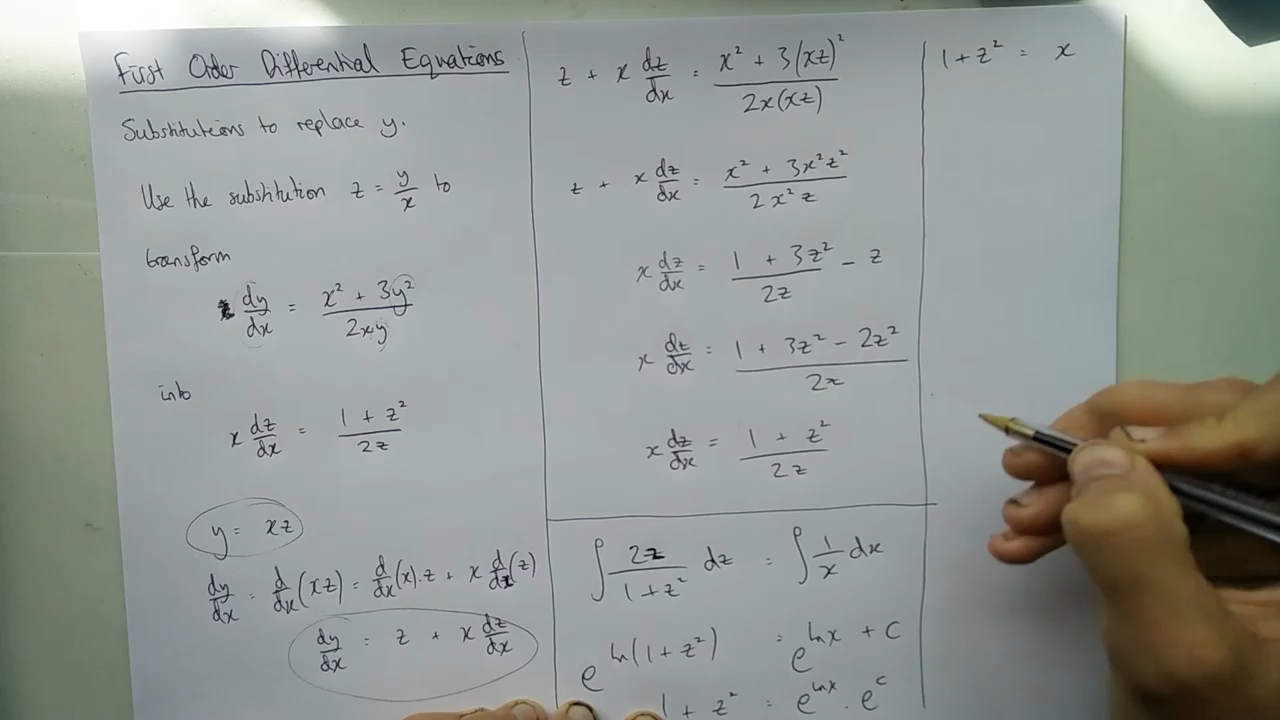 First Order Differential Equations
Substitutions to replace y.
Use the substitution z = y/x to
transform
dy/dx = (x² + 3y²)/(2xy)
into
x dz/dx = (1 + z²)/(2z)
y = xz
dy/dx = d/dx(xz) = d/dx(x).z + x d/dx(z)
dy/dx = z + x dz/dx
z + x dz/dx = (x² + 3(xz)²)/(2x(xz))
z + x dz/dx = (x² + 3x²z²)/(2x²z)
x dz/dx = (1 + 3z²)/(2z) - z
x dz/dx = (1 + 3z² - 2z²)/(2x)
x dz/dx = (1 + z²)/(2z)
∫ 2z/(1+z²) dz = ∫ 1/x dx
e^(ln(1+z²)) = e^(lnx + c)
1 + z² = e^(lnx) . e^c
1 + z² = x